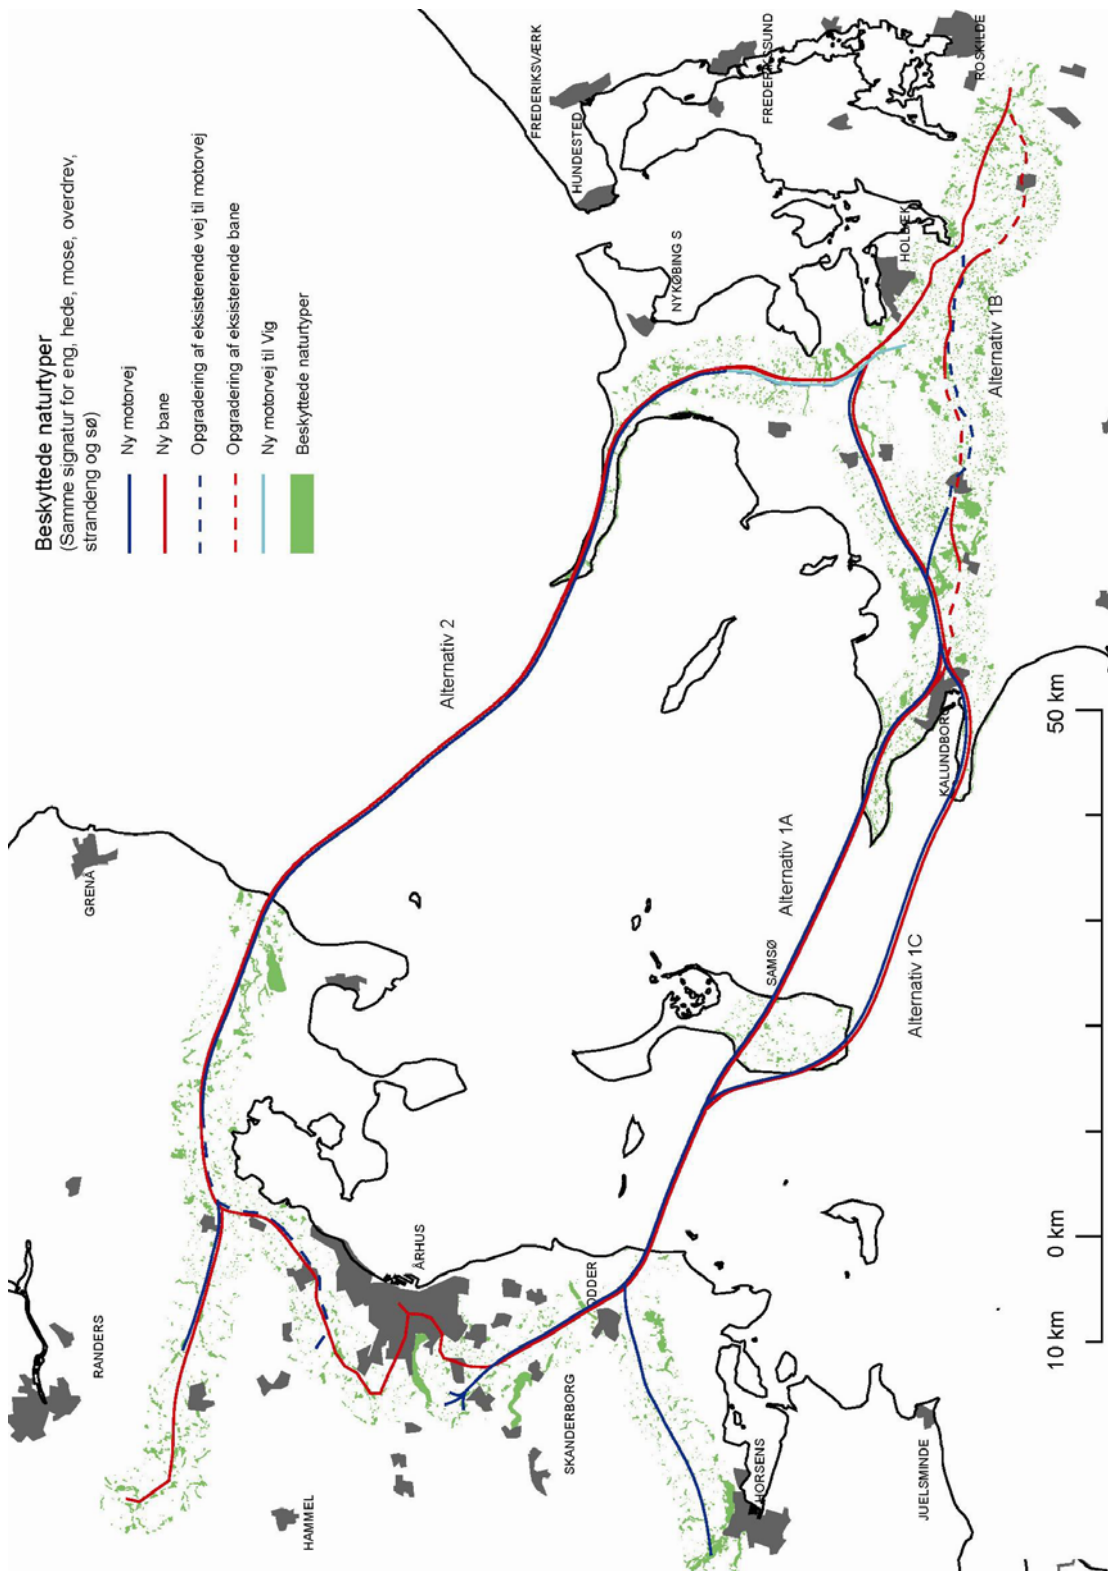 Beskyttede naturtyper
(Samme signatur for eng, hede, mose, overdrev,
strandeng og sø)
Ny motorvej
Ny bane
Opgradering af eksisterende vej til motorvej
Opgradering af eksisterende bane
Ny motorvej til Vig
Beskyttede naturtyper
FREDERIKSVÆRK
HUNDESTED
FREDERIKSSUND
ROSKILDE
NYKØBING S
HOLBÆK
Alternativ 1B
Alternativ 2
KALUNDBORG
GRENÅ
Alternativ 1A
SAMSØ
Alternativ 1C
RANDERS
ÅRHUS
ODDER
SKANDERBORG
HAMMEL
HORSENS
JUELSMINDE
10 km
0 km
50 km